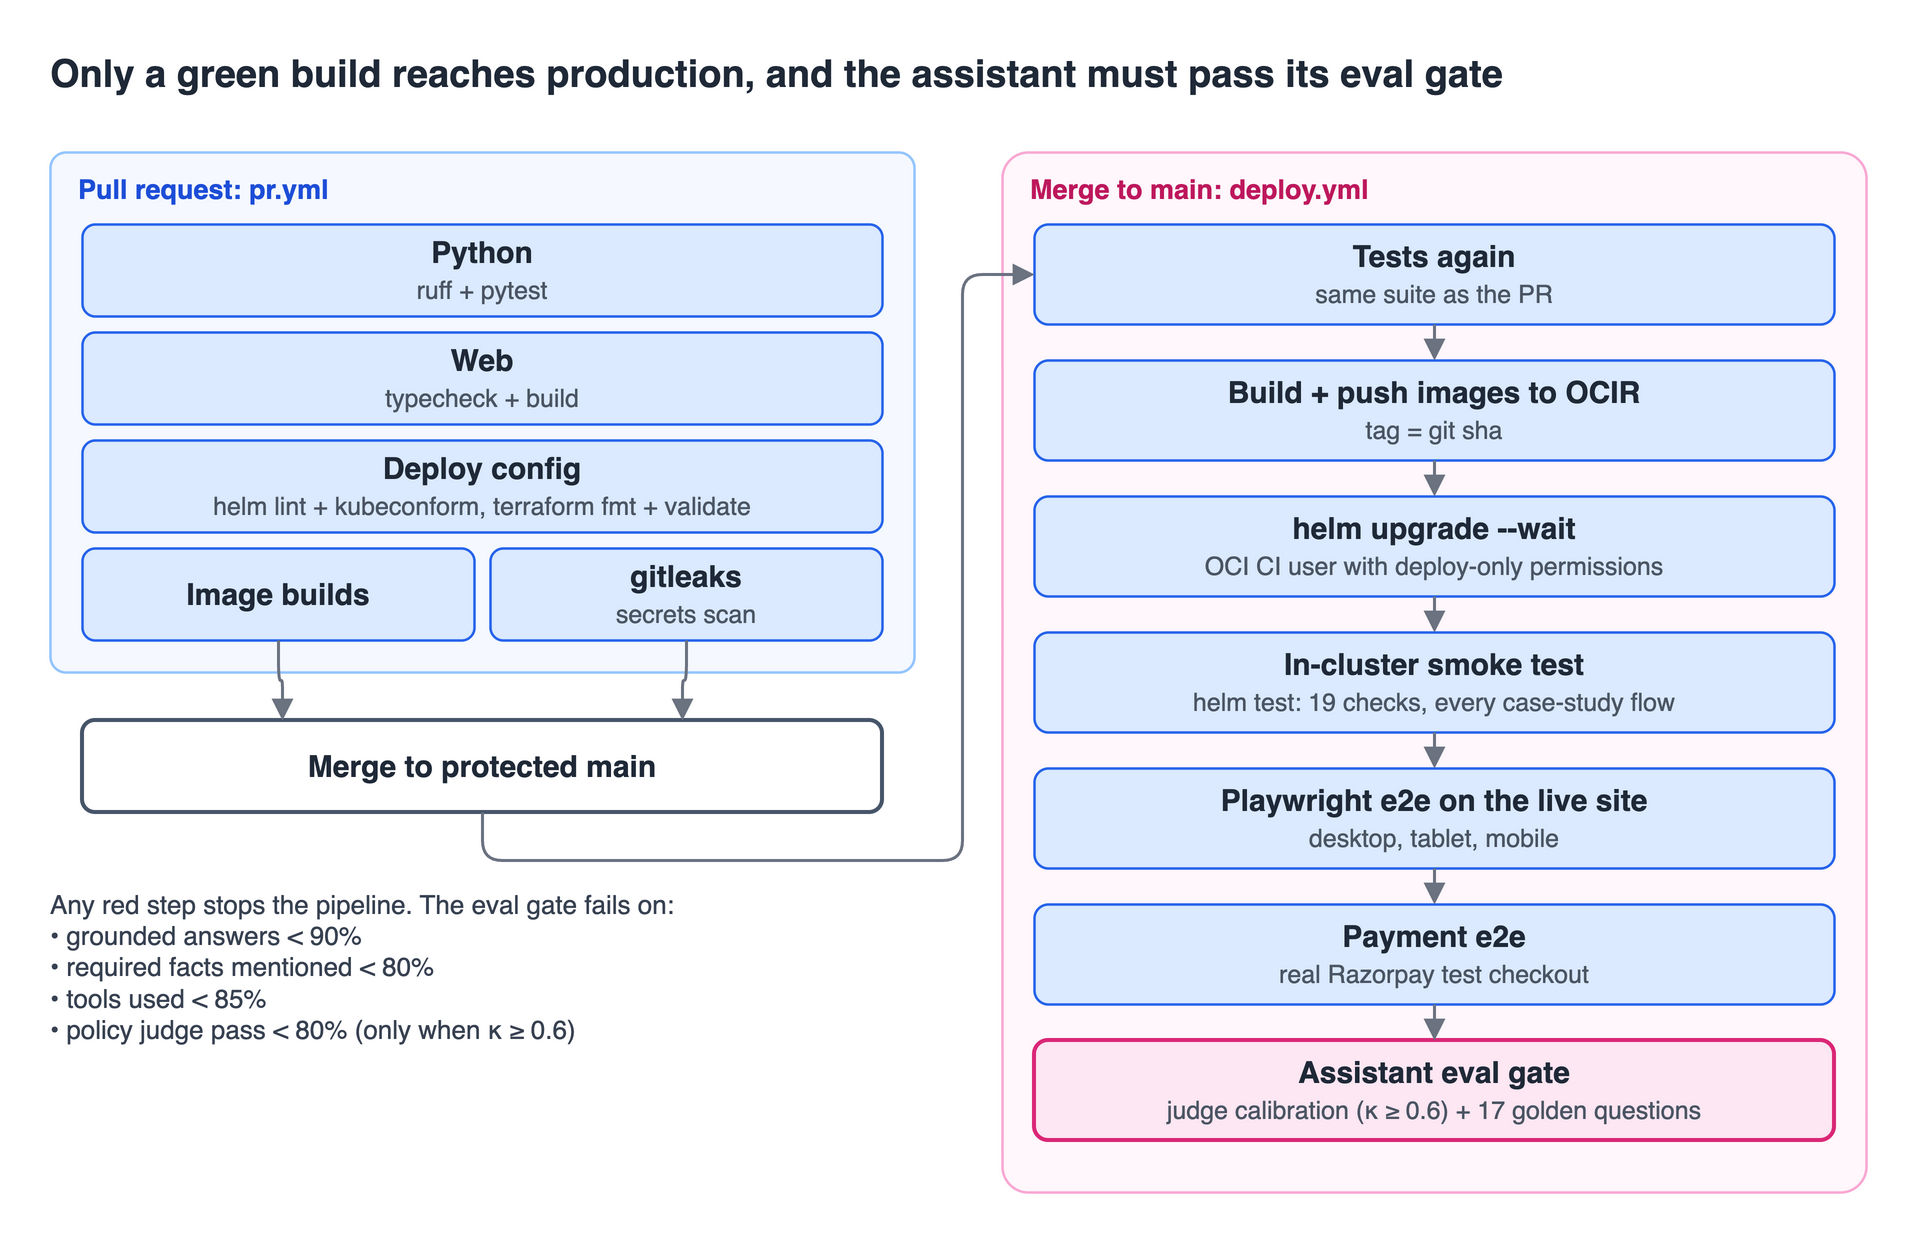 Only a green build reaches production, and the assistant must pass its eval gate
Pull request: pr.yml
Python
ruff + pytest
Web
typecheck + build
Deploy config
helm lint + kubeconform, terraform fmt + validate
Image builds
gitleaks
secrets scan
Merge to protected main
Any red step stops the pipeline. The eval gate fails on:
• grounded answers < 90%
• required facts mentioned < 80%
• tools used < 85%
• policy judge pass < 80% (only when κ ≥ 0.6)
Merge to main: deploy.yml
Tests again
same suite as the PR
Build + push images to OCIR
tag = git sha
helm upgrade --wait
OCI CI user with deploy-only permissions
In-cluster smoke test
helm test: 19 checks, every case-study flow
Playwright e2e on the live site
desktop, tablet, mobile
Payment e2e
real Razorpay test checkout
Assistant eval gate
judge calibration (κ ≥ 0.6) + 17 golden questions